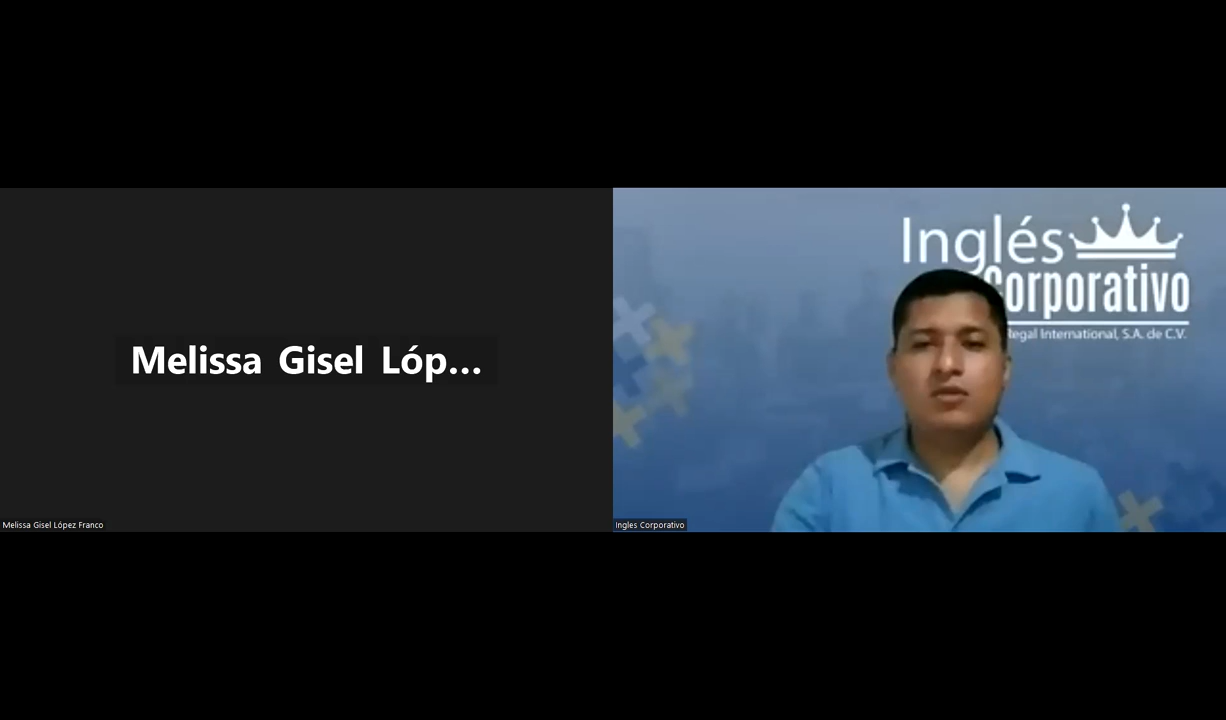 Melissa Gisel Lóp...
Melissa Gisel López Franco
Inglés
Corporativo
Regal International, S.A. de C.V.
Ingles Corporativo